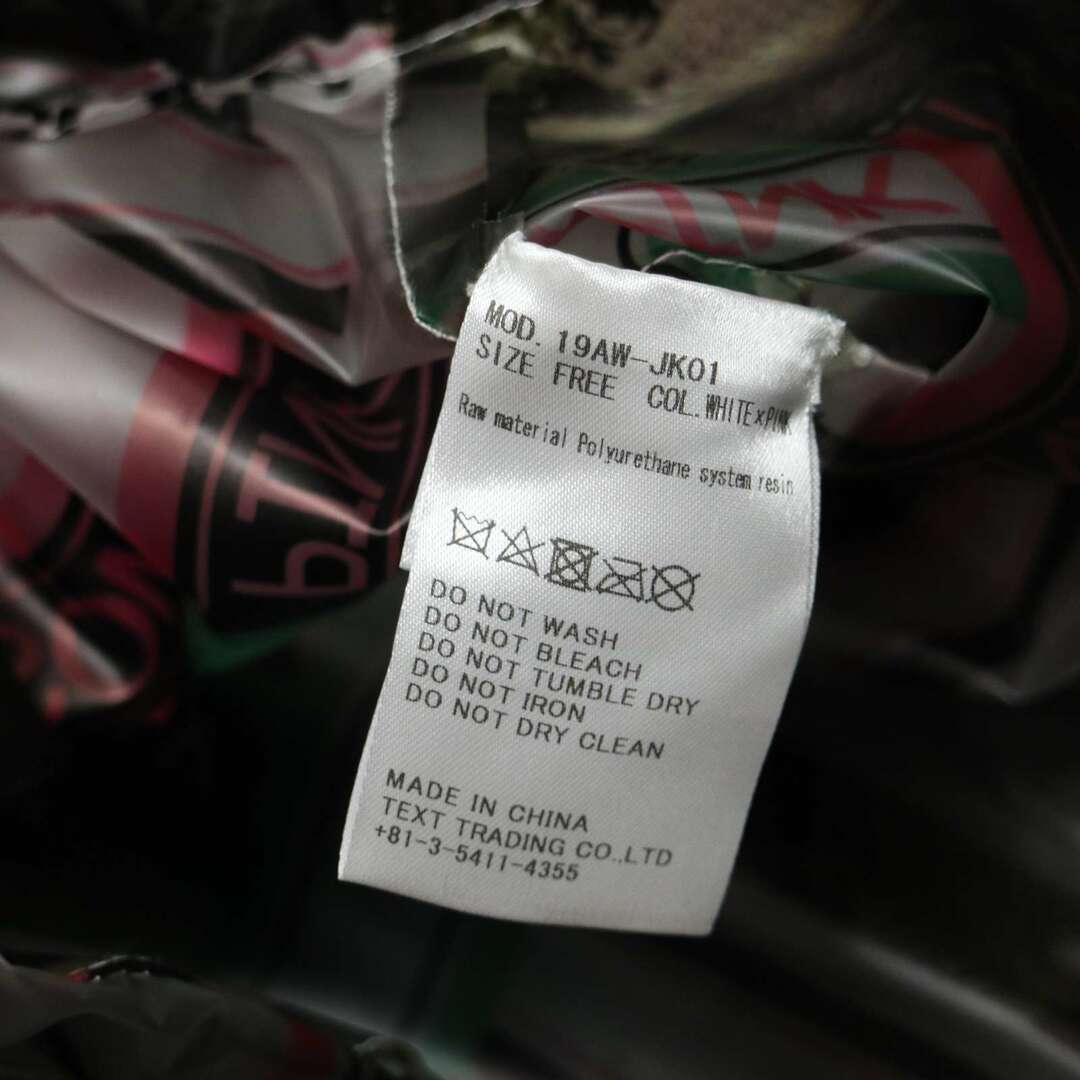 MOD. 19AW-JK01
SIZE FREE COL.WHITE×PINK
Raw material Polyurethane system resin
DO NOT WASH
DO NOT BLEACH
DO NOT TUMBLE DRY
DO NOT IRON
DO NOT DRY CLEAN
MADE IN CHINA
TEXT TRADING CO.,LTD
+81-3-5411-4355